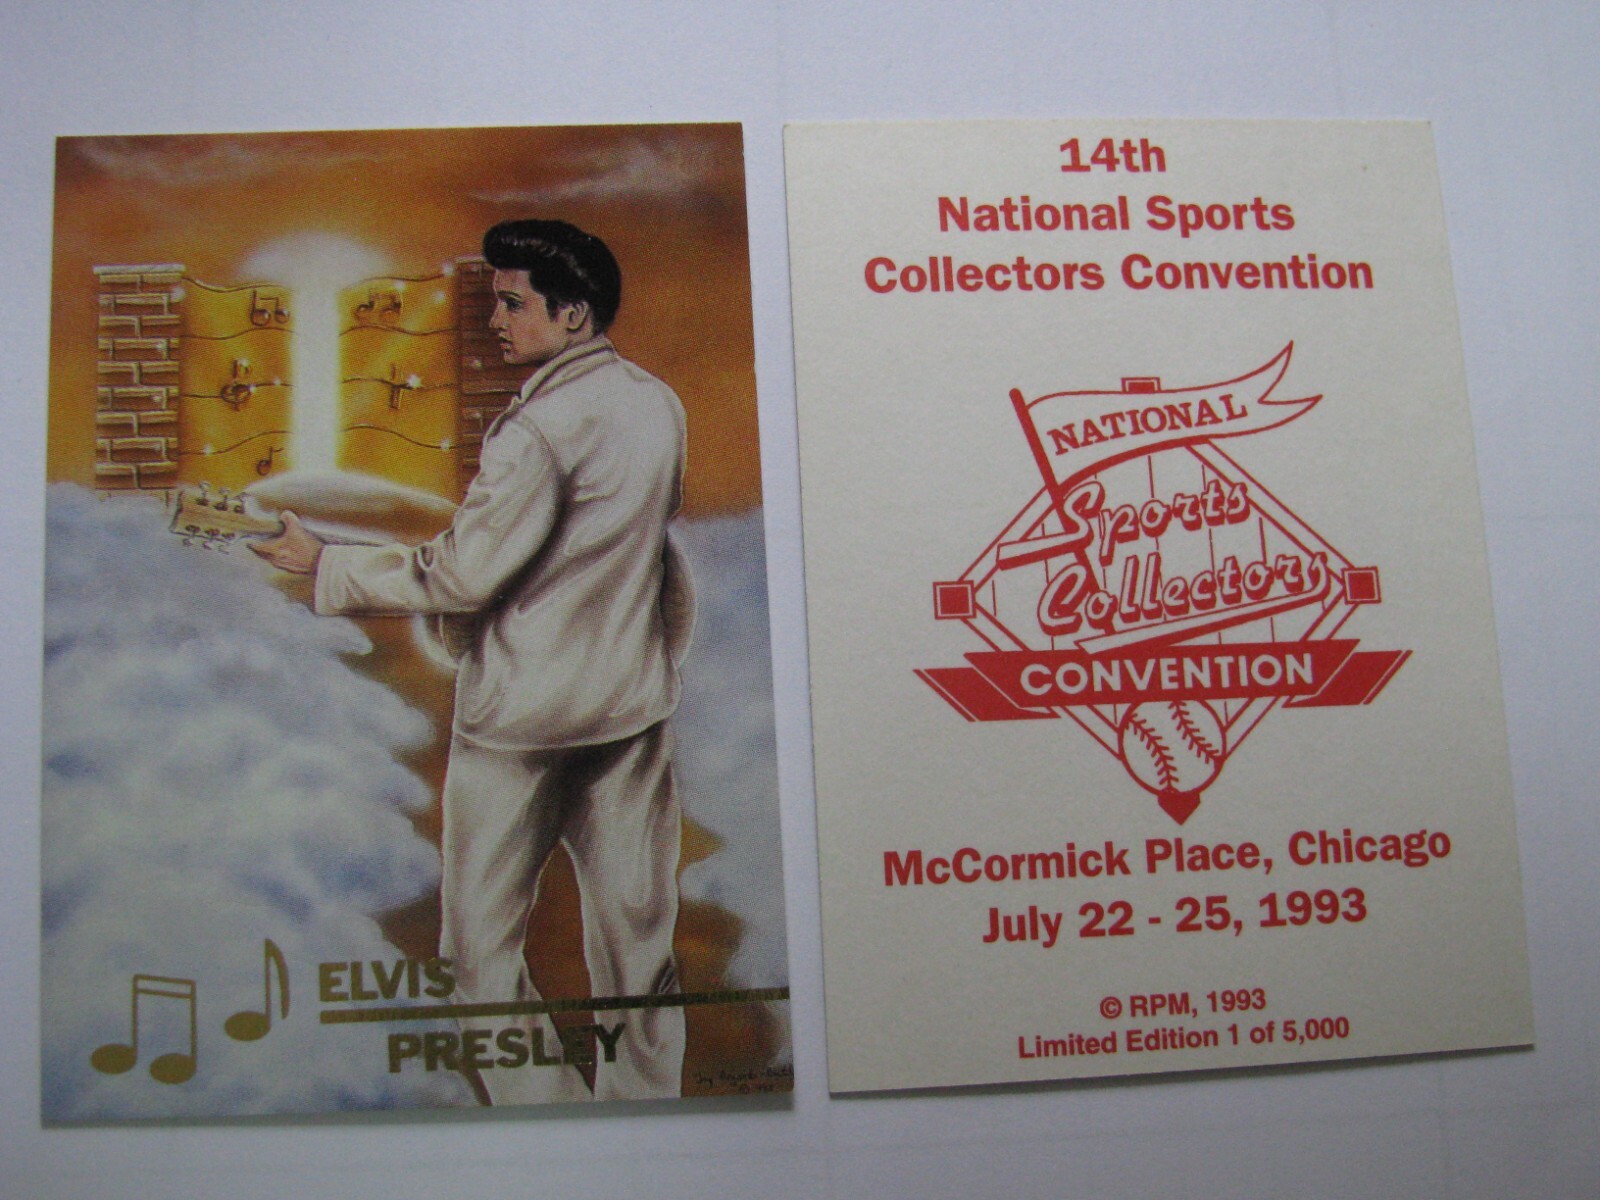 ELVIS
PRESLEY
14th
National Sports
Collectors Convention
NATIONAL
Sports
Collectors
CONVENTION
McCormick Place, Chicago
July 22 - 25, 1993
© RPM, 1993
Limited Edition 1 of 5,000